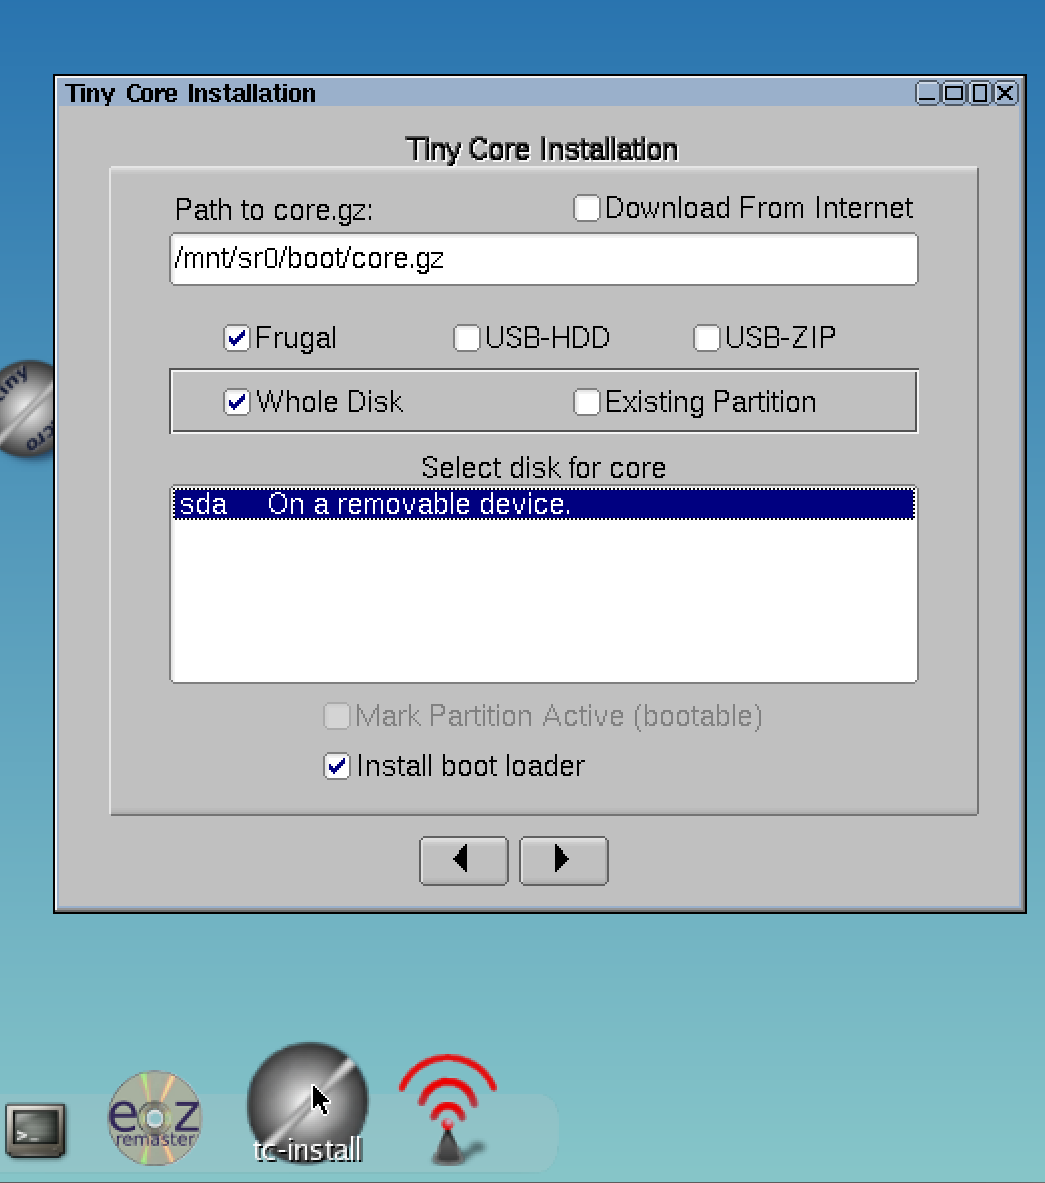 Tiny Core Installation
Tiny Core Installation
Path to core.gz:
Download From Internet
/mnt/sr0/boot/core.gz
Frugal
USB-HDD
USB-ZIP
Whole Disk
Existing Partition
Select disk for core
sda On a removable device.
Mark Partition Active (bootable)
Install boot loader
tiny
cro
>_
ezremaster
tc-install